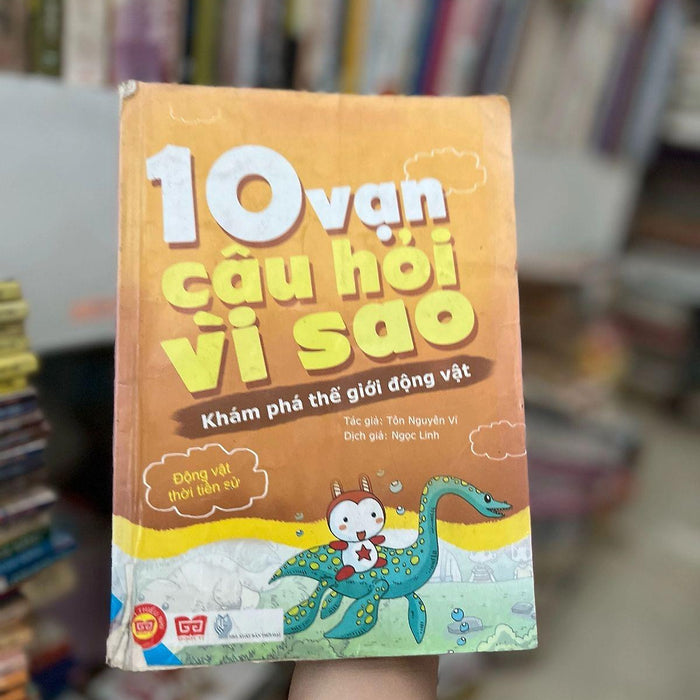 10 vạn
câu hỏi
vì sao
Khám phá thế giới động vật
Tác giả: Tôn Nguyên Vĩ
Dịch giả: Ngọc Linh
Động vật
thời tiền sử